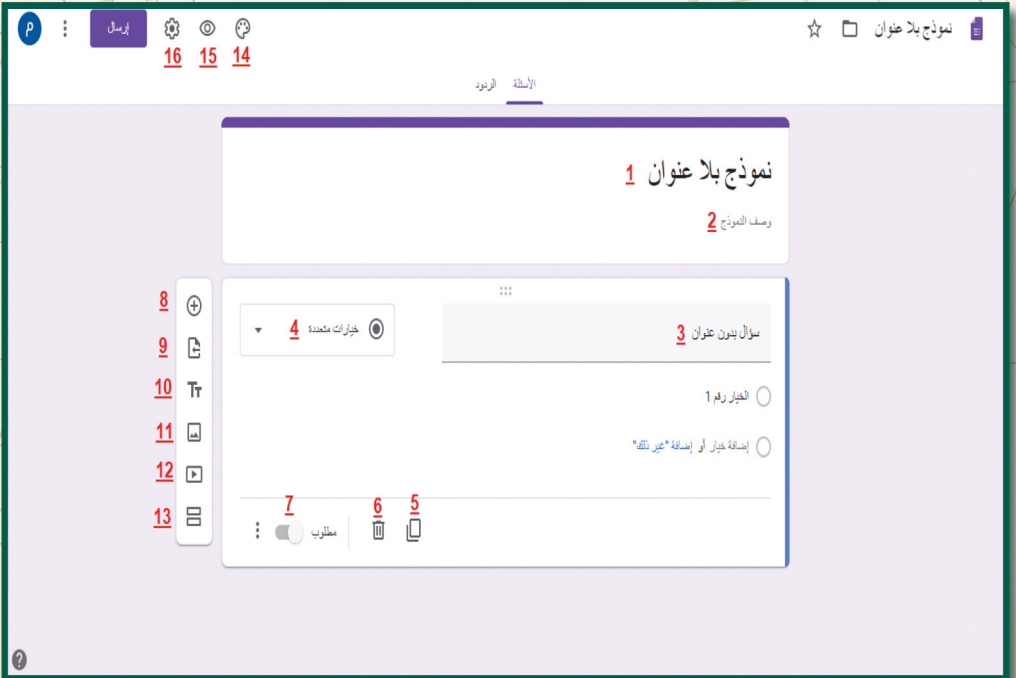 نموذج بلا عنوان
إرسال
م
14 15 16
الأسئلة الردود
نموذج بلا عنوان 1
وصف النموذج 2
سؤال بدون عنوان 3
خيارات متعددة 4
الخيار رقم 1
إضافة خيار أو إضافة "غير ذلك"
5 6 7
مطلوب
8
9
10 Tт
11
12
13
?